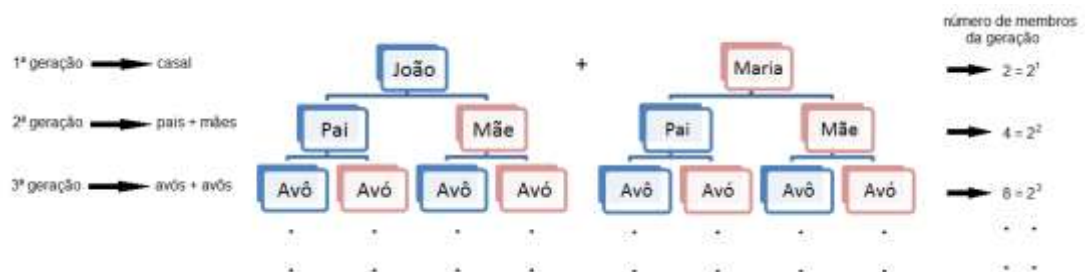 número de membros
da geração
1ª geração casal João + Maria 2 = 2¹
2ª geração pais + mães Pai Mãe Pai Mãe 4 = 2²
3ª geração avós + avôs Avô Avó Avô Avó Avô Avó Avô Avó 8 = 2³